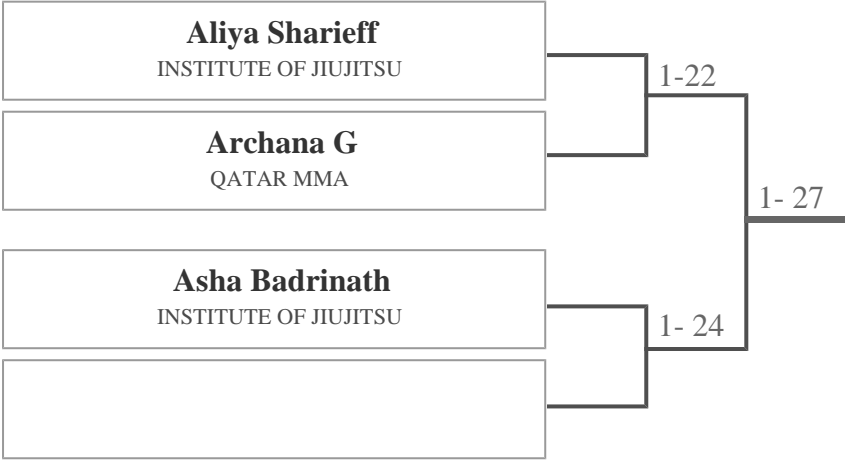 Aliya Sharieff
INSTITUTE OF JIUJITSU
1-22
Archana G
QATAR MMA
1- 27
Asha Badrinath
INSTITUTE OF JIUJITSU
1- 24